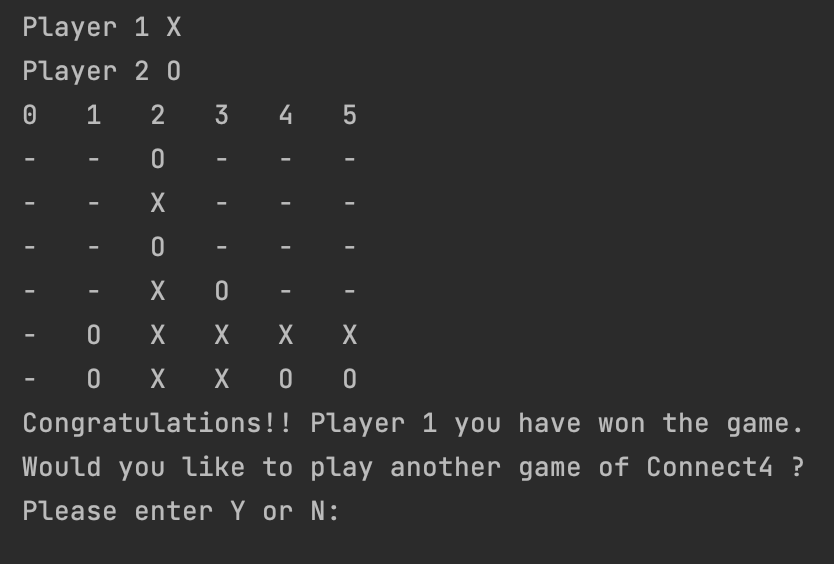 Player 1 X
Player 2 O
0 1 2 3 4 5
- - O - - -
- - X - - -
- - O - - -
- - X O - -
- O X X X X
- O X X O O
Congratulations!! Player 1 you have won the game.
Would you like to play another game of Connect4 ?
Please enter Y or N: